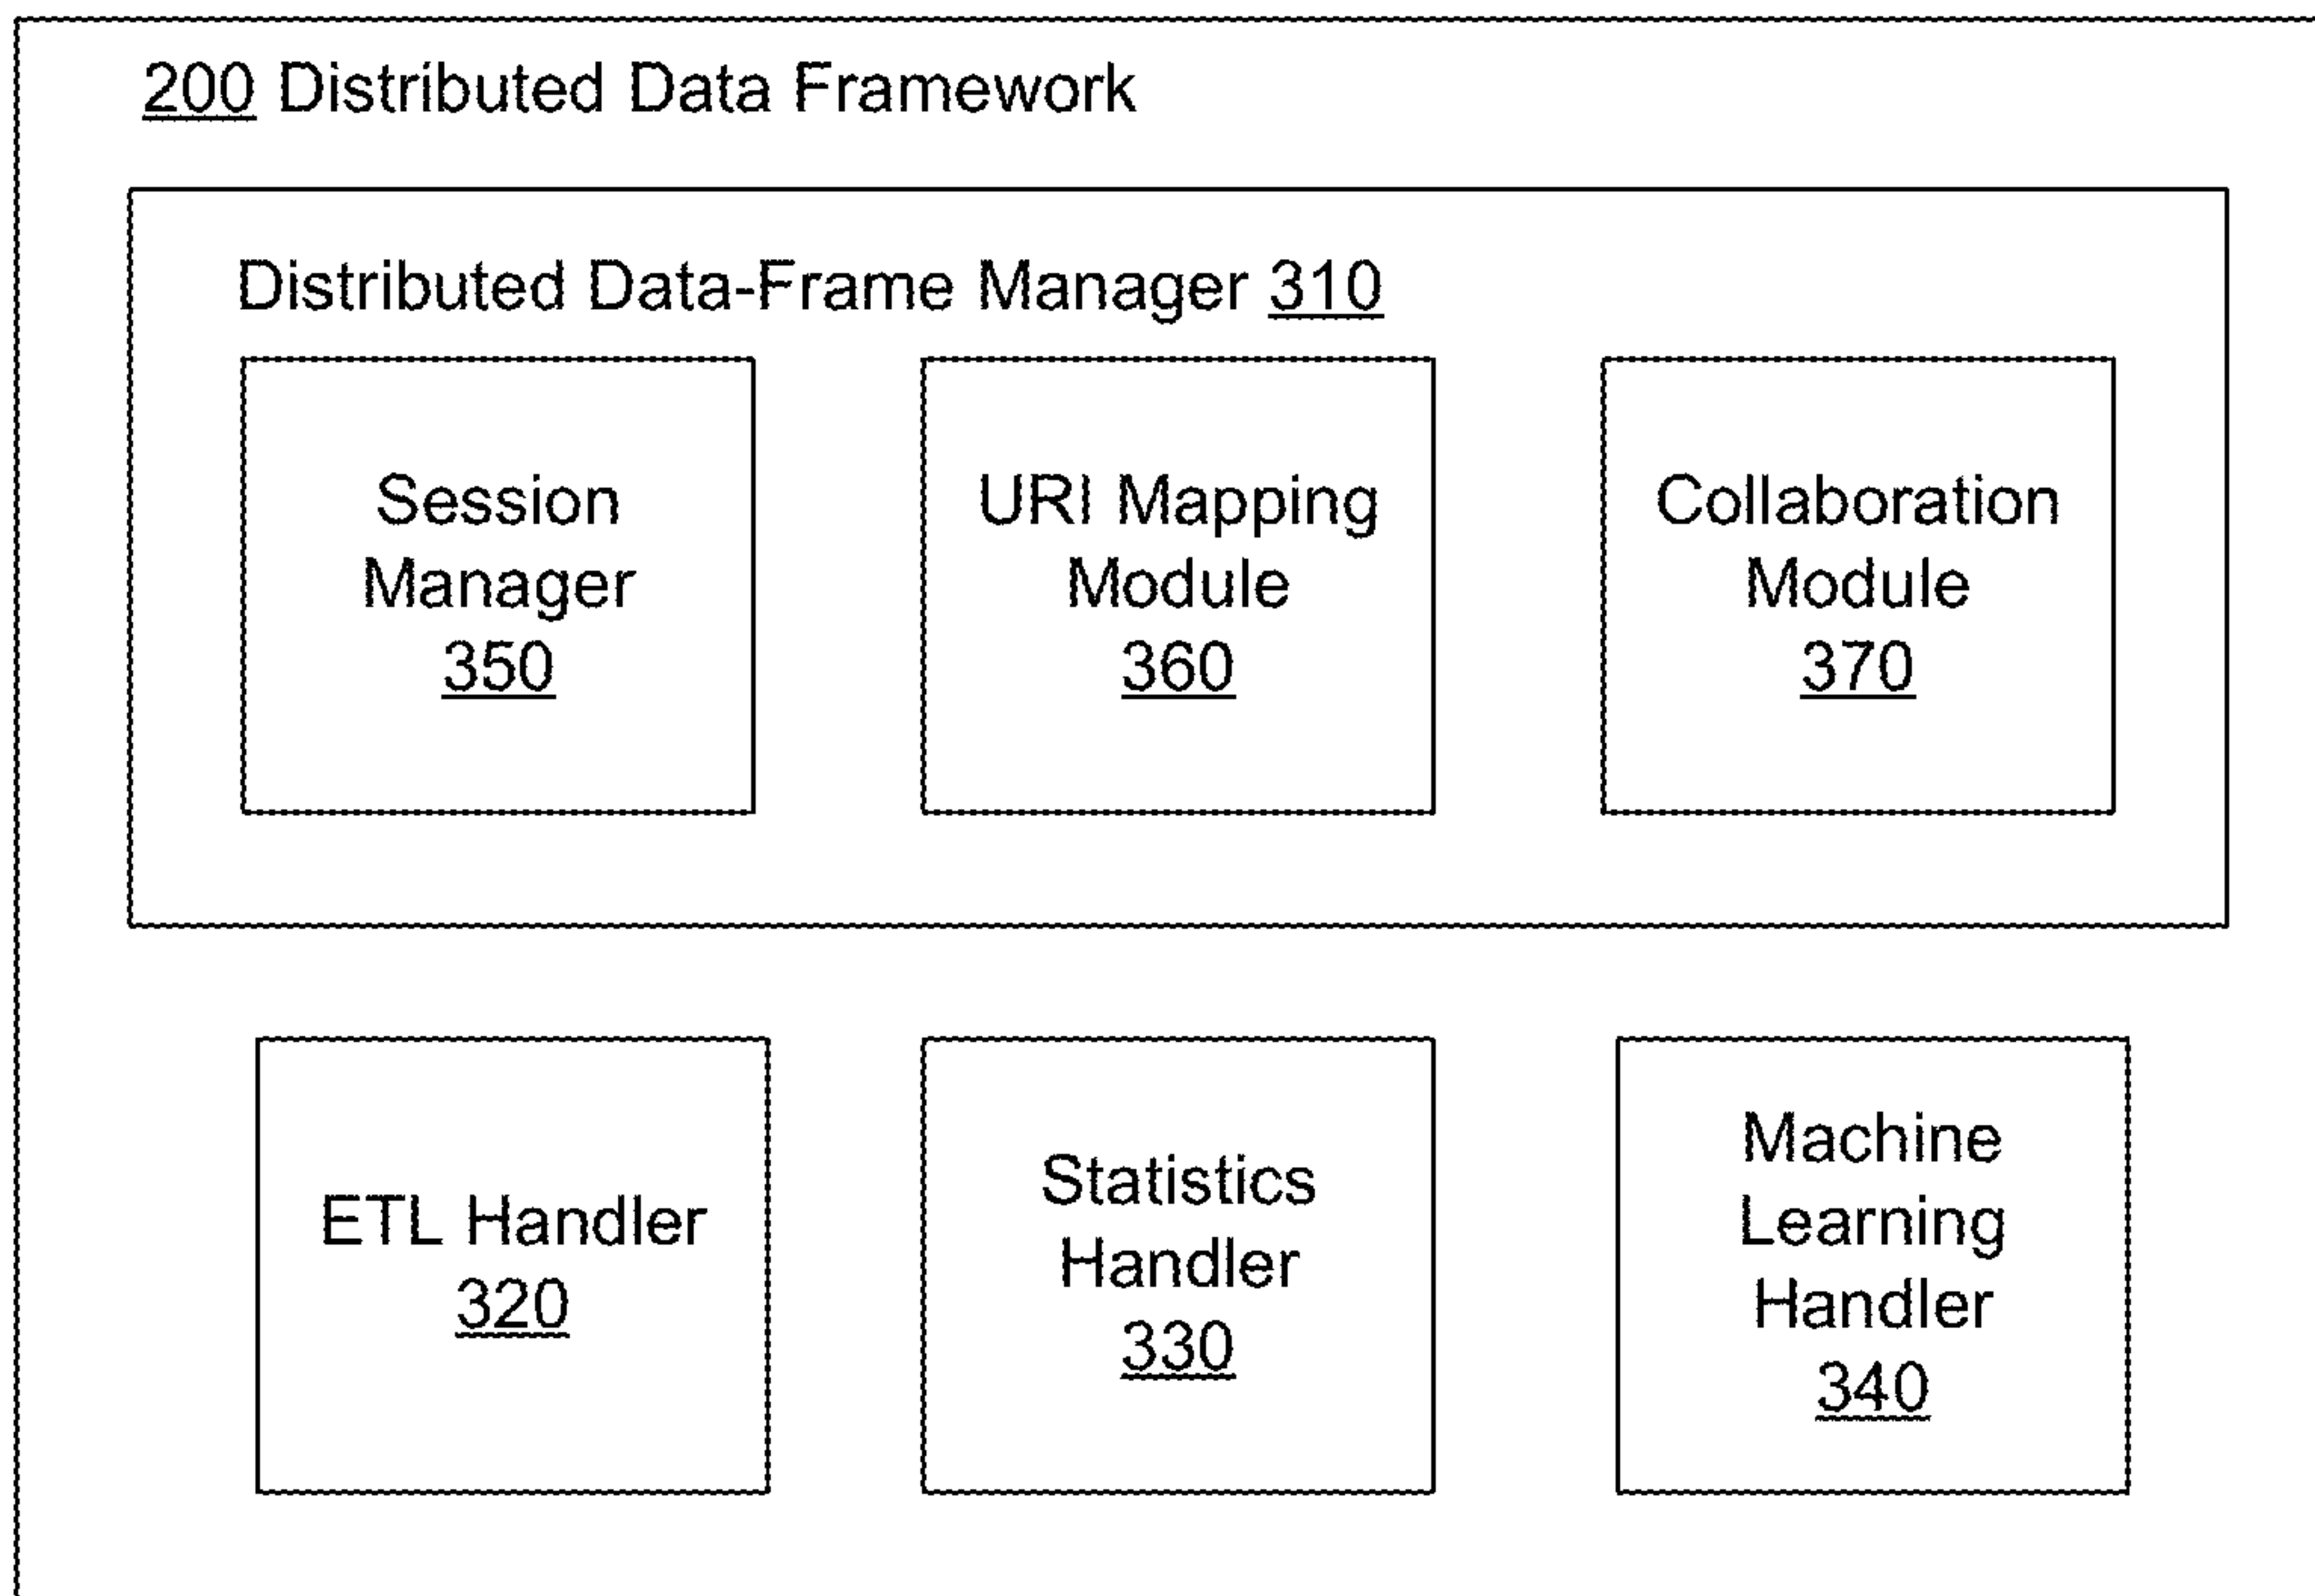 200 Distributed Data Framework
Distributed Data-Frame Manager 310
Session
Manager
350
URI Mapping
Module
360
Collaboration
Module
370
ETL Handler
320
Statistics
Handler
330
Machine
Learning
Handler
340